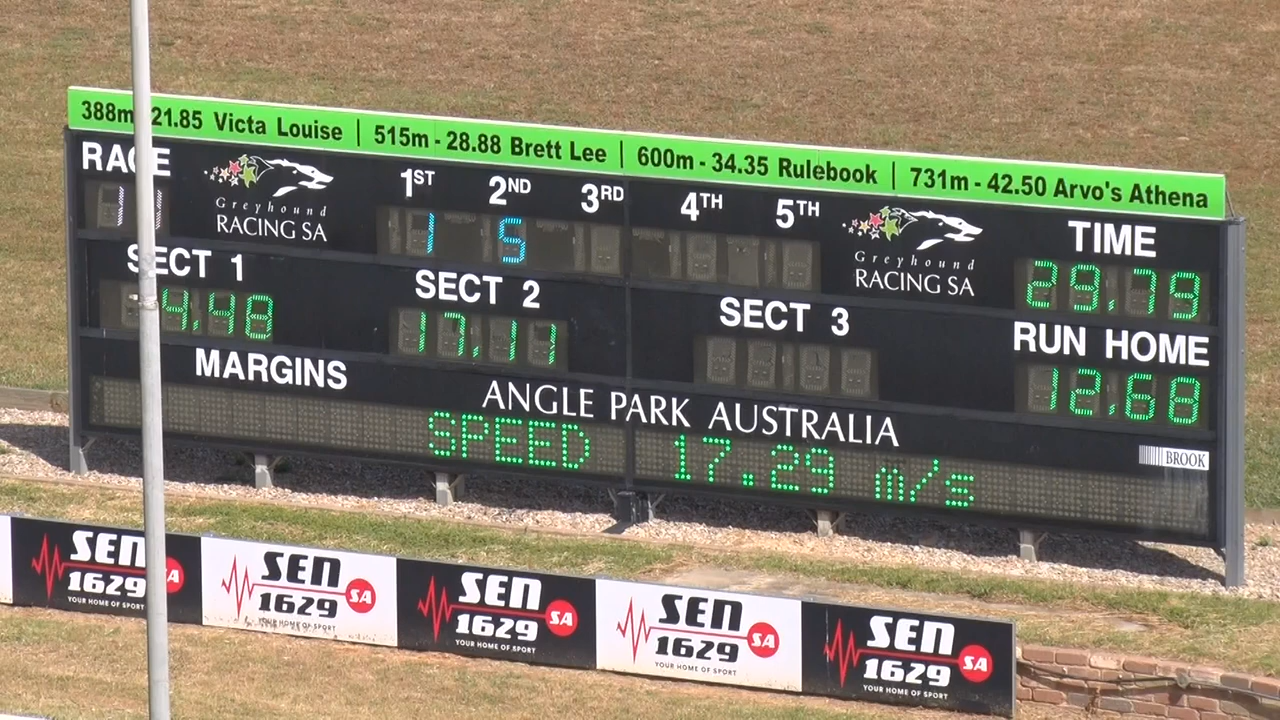 388m 21.85 Victa Louise | 515m - 28.88 Brett Lee | 600m - 34.35 Rulebook | 731m - 42.50 Arvo's Athena
RACE
11
Greyhound
RACING SA
1ST 2ND 3RD 4TH 5TH
1 5
Greyhound
RACING SA
TIME
29.79
SECT 1
4.48
SECT 2
17.11
SECT 3
RUN HOME
12.68
MARGINS
ANGLE PARK AUSTRALIA
SPEED 17.29 m/s
BROOK
SEN
1629 SA
YOUR HOME OF SPORT
SEN
1629 SA
YOUR HOME OF SPORT
SEN
1629 SA
YOUR HOME OF SPORT
SEN
1629 SA
YOUR HOME OF SPORT
SEN
1629 SA
YOUR HOME OF SPORT